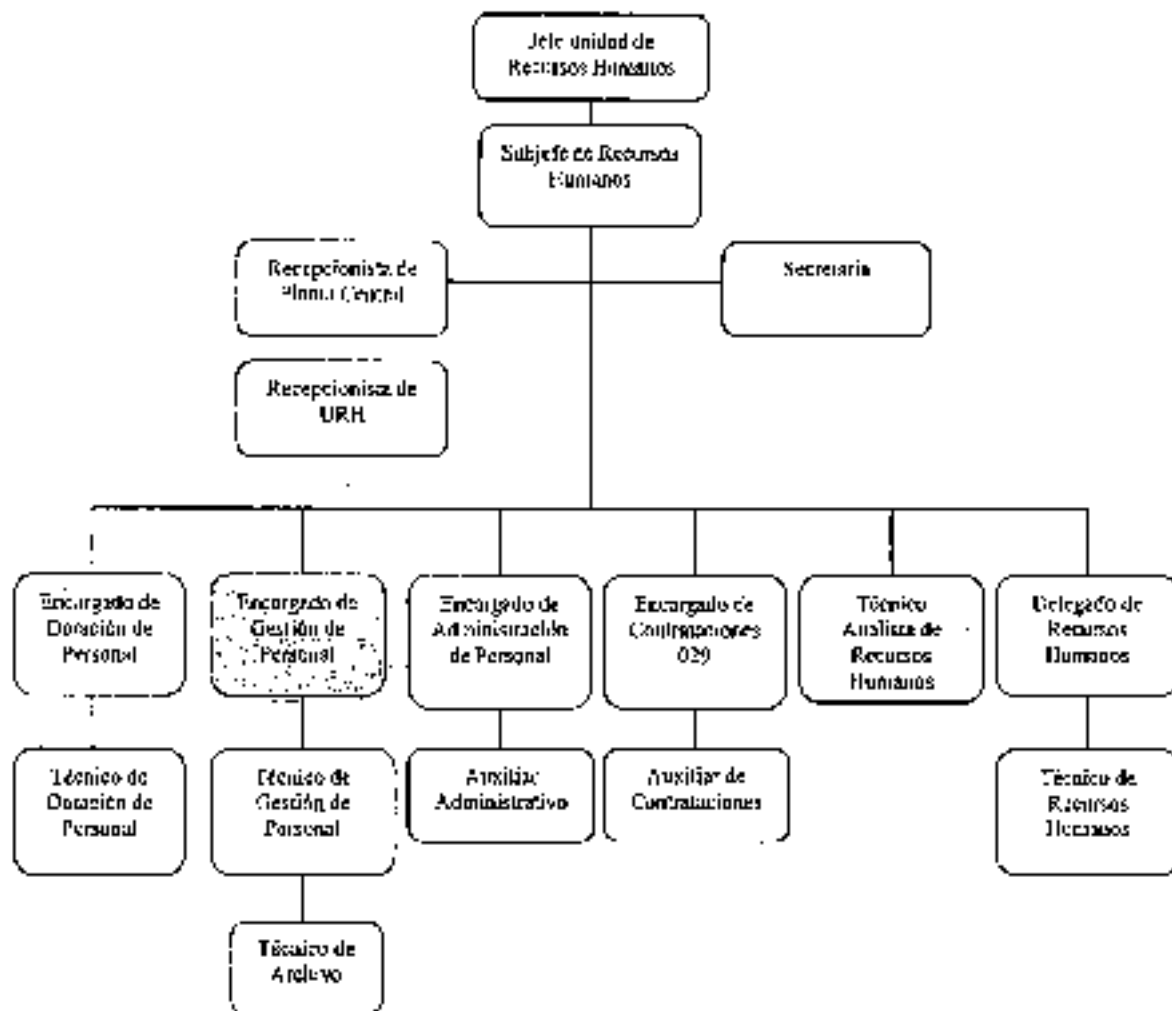 Jefe unidad de
Recursos Humanos
Subjefe de Recursos
Humanos
Recepcionista de
Planta Central
Secretaria
Recepcionista de
URH
Encargado de
Dotación de
Personal
Encargado de
Gestión de
Personal
Encargado de
Administración
de Personal
Encargado de
Contrataciones
029
Técnico
Analista de
Recursos
Humanos
Delegado de
Recursos
Humanos
Técnico de
Dotación de
Personal
Técnico de
Gestión de
Personal
Auxiliar
Administrativo
Auxiliar de
Contrataciones
Técnico de
Recursos
Humanos
Técnico de
Archivo